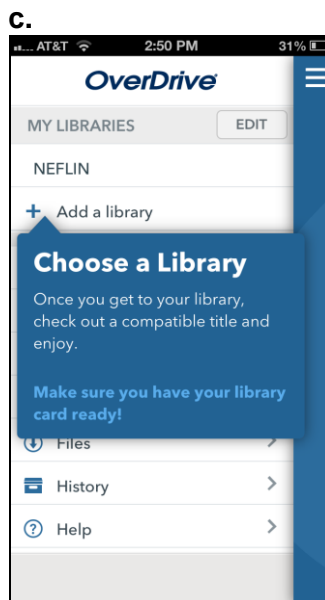 c.
AT&T 2:50 PM 31%
OverDrive
MY LIBRARIES EDIT
NEFLIN
+ Add a library
Choose a Library
Once you get to your library,
check out a compatible title and
enjoy.
Make sure you have your library
card ready!
Files
History
? Help